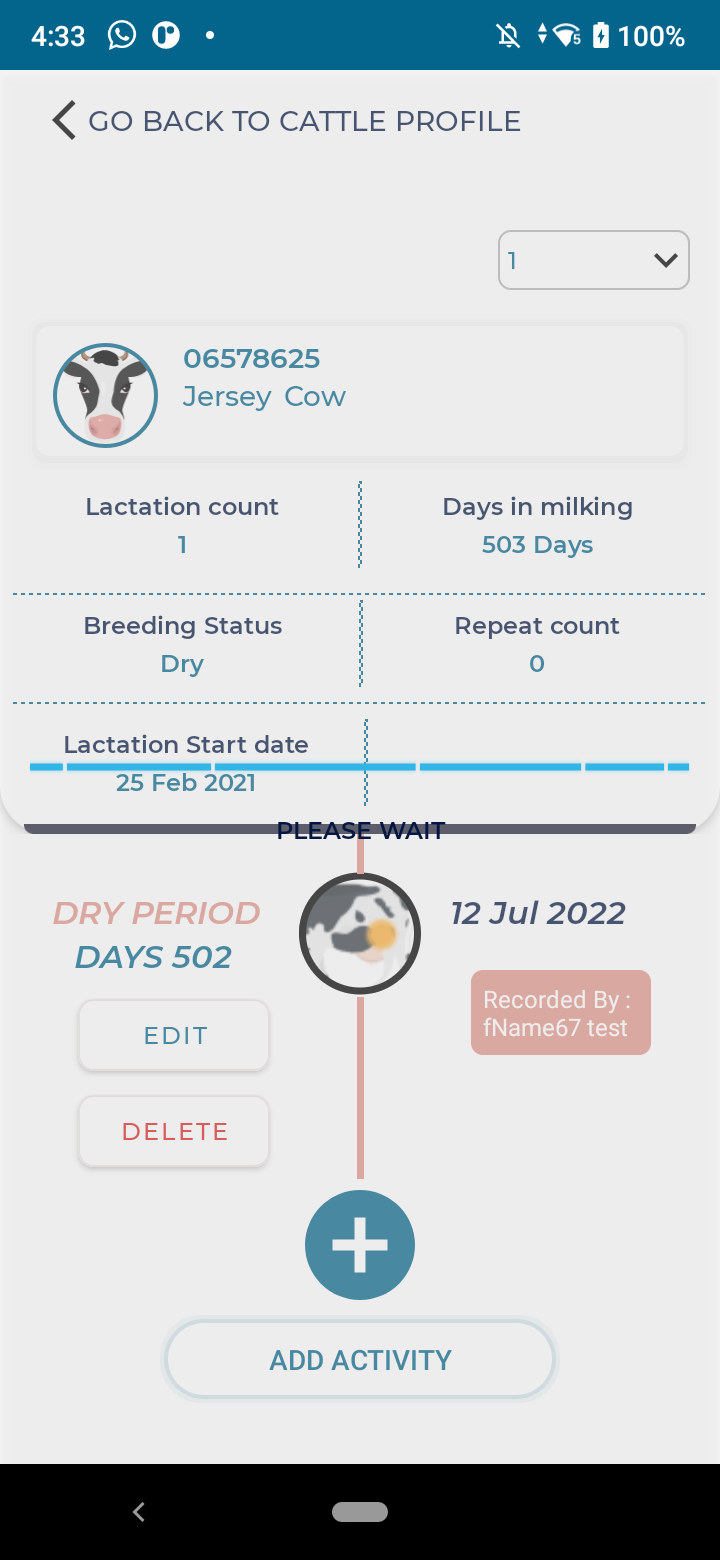 4:33
5
100%
GO BACK TO CATTLE PROFILE
1
06578625
Jersey Cow
Lactation count
Days in milking
1
503 Days
Breeding Status
Repeat count
Dry
0
Lactation Start date
25 Feb 2021
PLEASE WAIT
DRY PERIOD
12 Jul 2022
DAYS 502
Recorded By :
fName67 test
EDIT
DELETE
ADD ACTIVITY